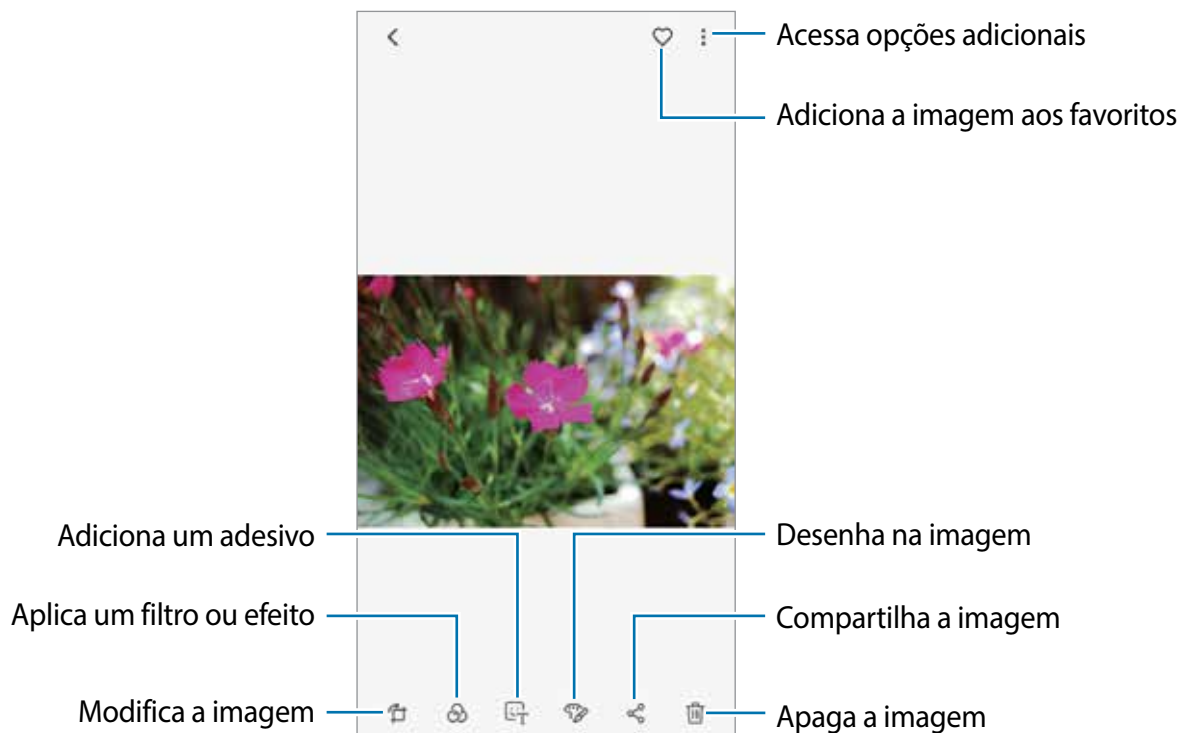 Acessa opções adicionais
Adiciona a imagem aos favoritos
Adiciona um adesivo
Desenha na imagem
Aplica um filtro ou efeito
Compartilha a imagem
Modifica a imagem
Apaga a imagem